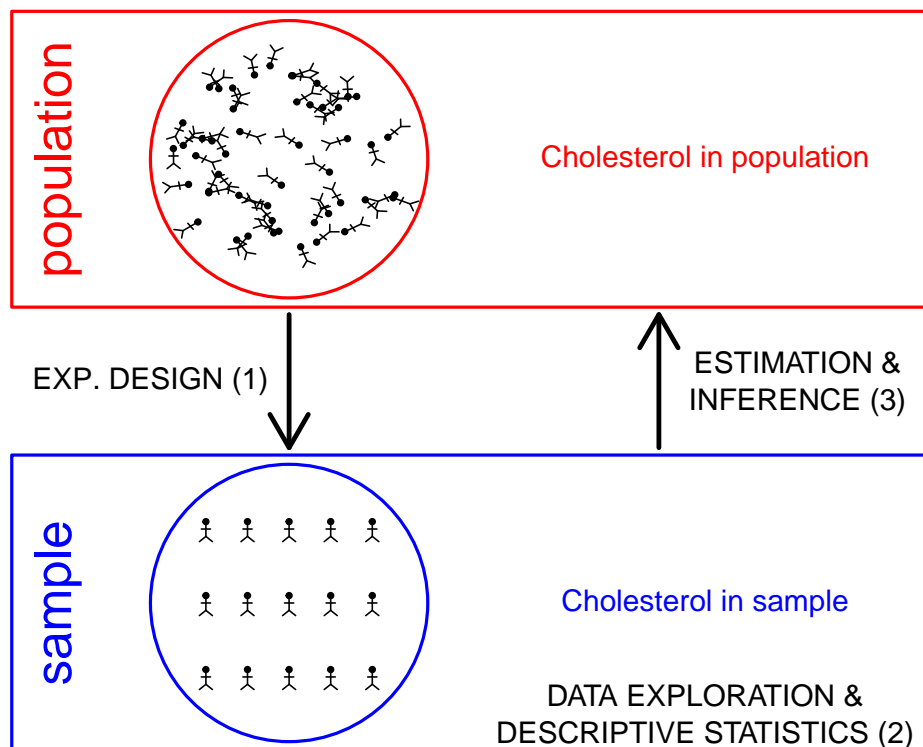 population
Cholesterol in population
EXP. DESIGN (1)
ESTIMATION &
INFERENCE (3)
sample
Cholesterol in sample
DATA EXPLORATION &
DESCRIPTIVE STATISTICS (2)